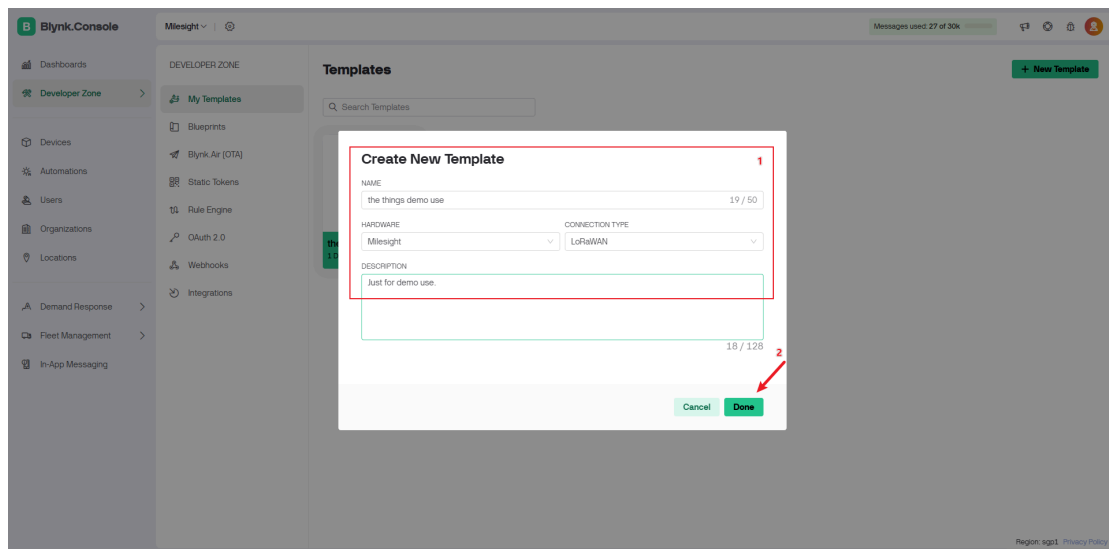 B Blynk.Console
Milesight
Messages used: 27 of 30k
Dashboards
Developer Zone
Devices
Automations
Users
Organizations
Locations
Demand Response
Fleet Management
In-App Messaging
DEVELOPER ZONE
My Templates
Blueprints
Blynk.Air (OTA)
Static Tokens
Rule Engine
OAuth 2.0
Webhooks
Integrations
Templates
+ New Template
Search Templates
the
1 D
Create New Template
1
NAME
the things demo use
19 / 50
HARDWARE
CONNECTION TYPE
Milesight
LoRaWAN
DESCRIPTION
Just for demo use.
18 / 128
2
Cancel
Done
Region: sgp1 Privacy Policy